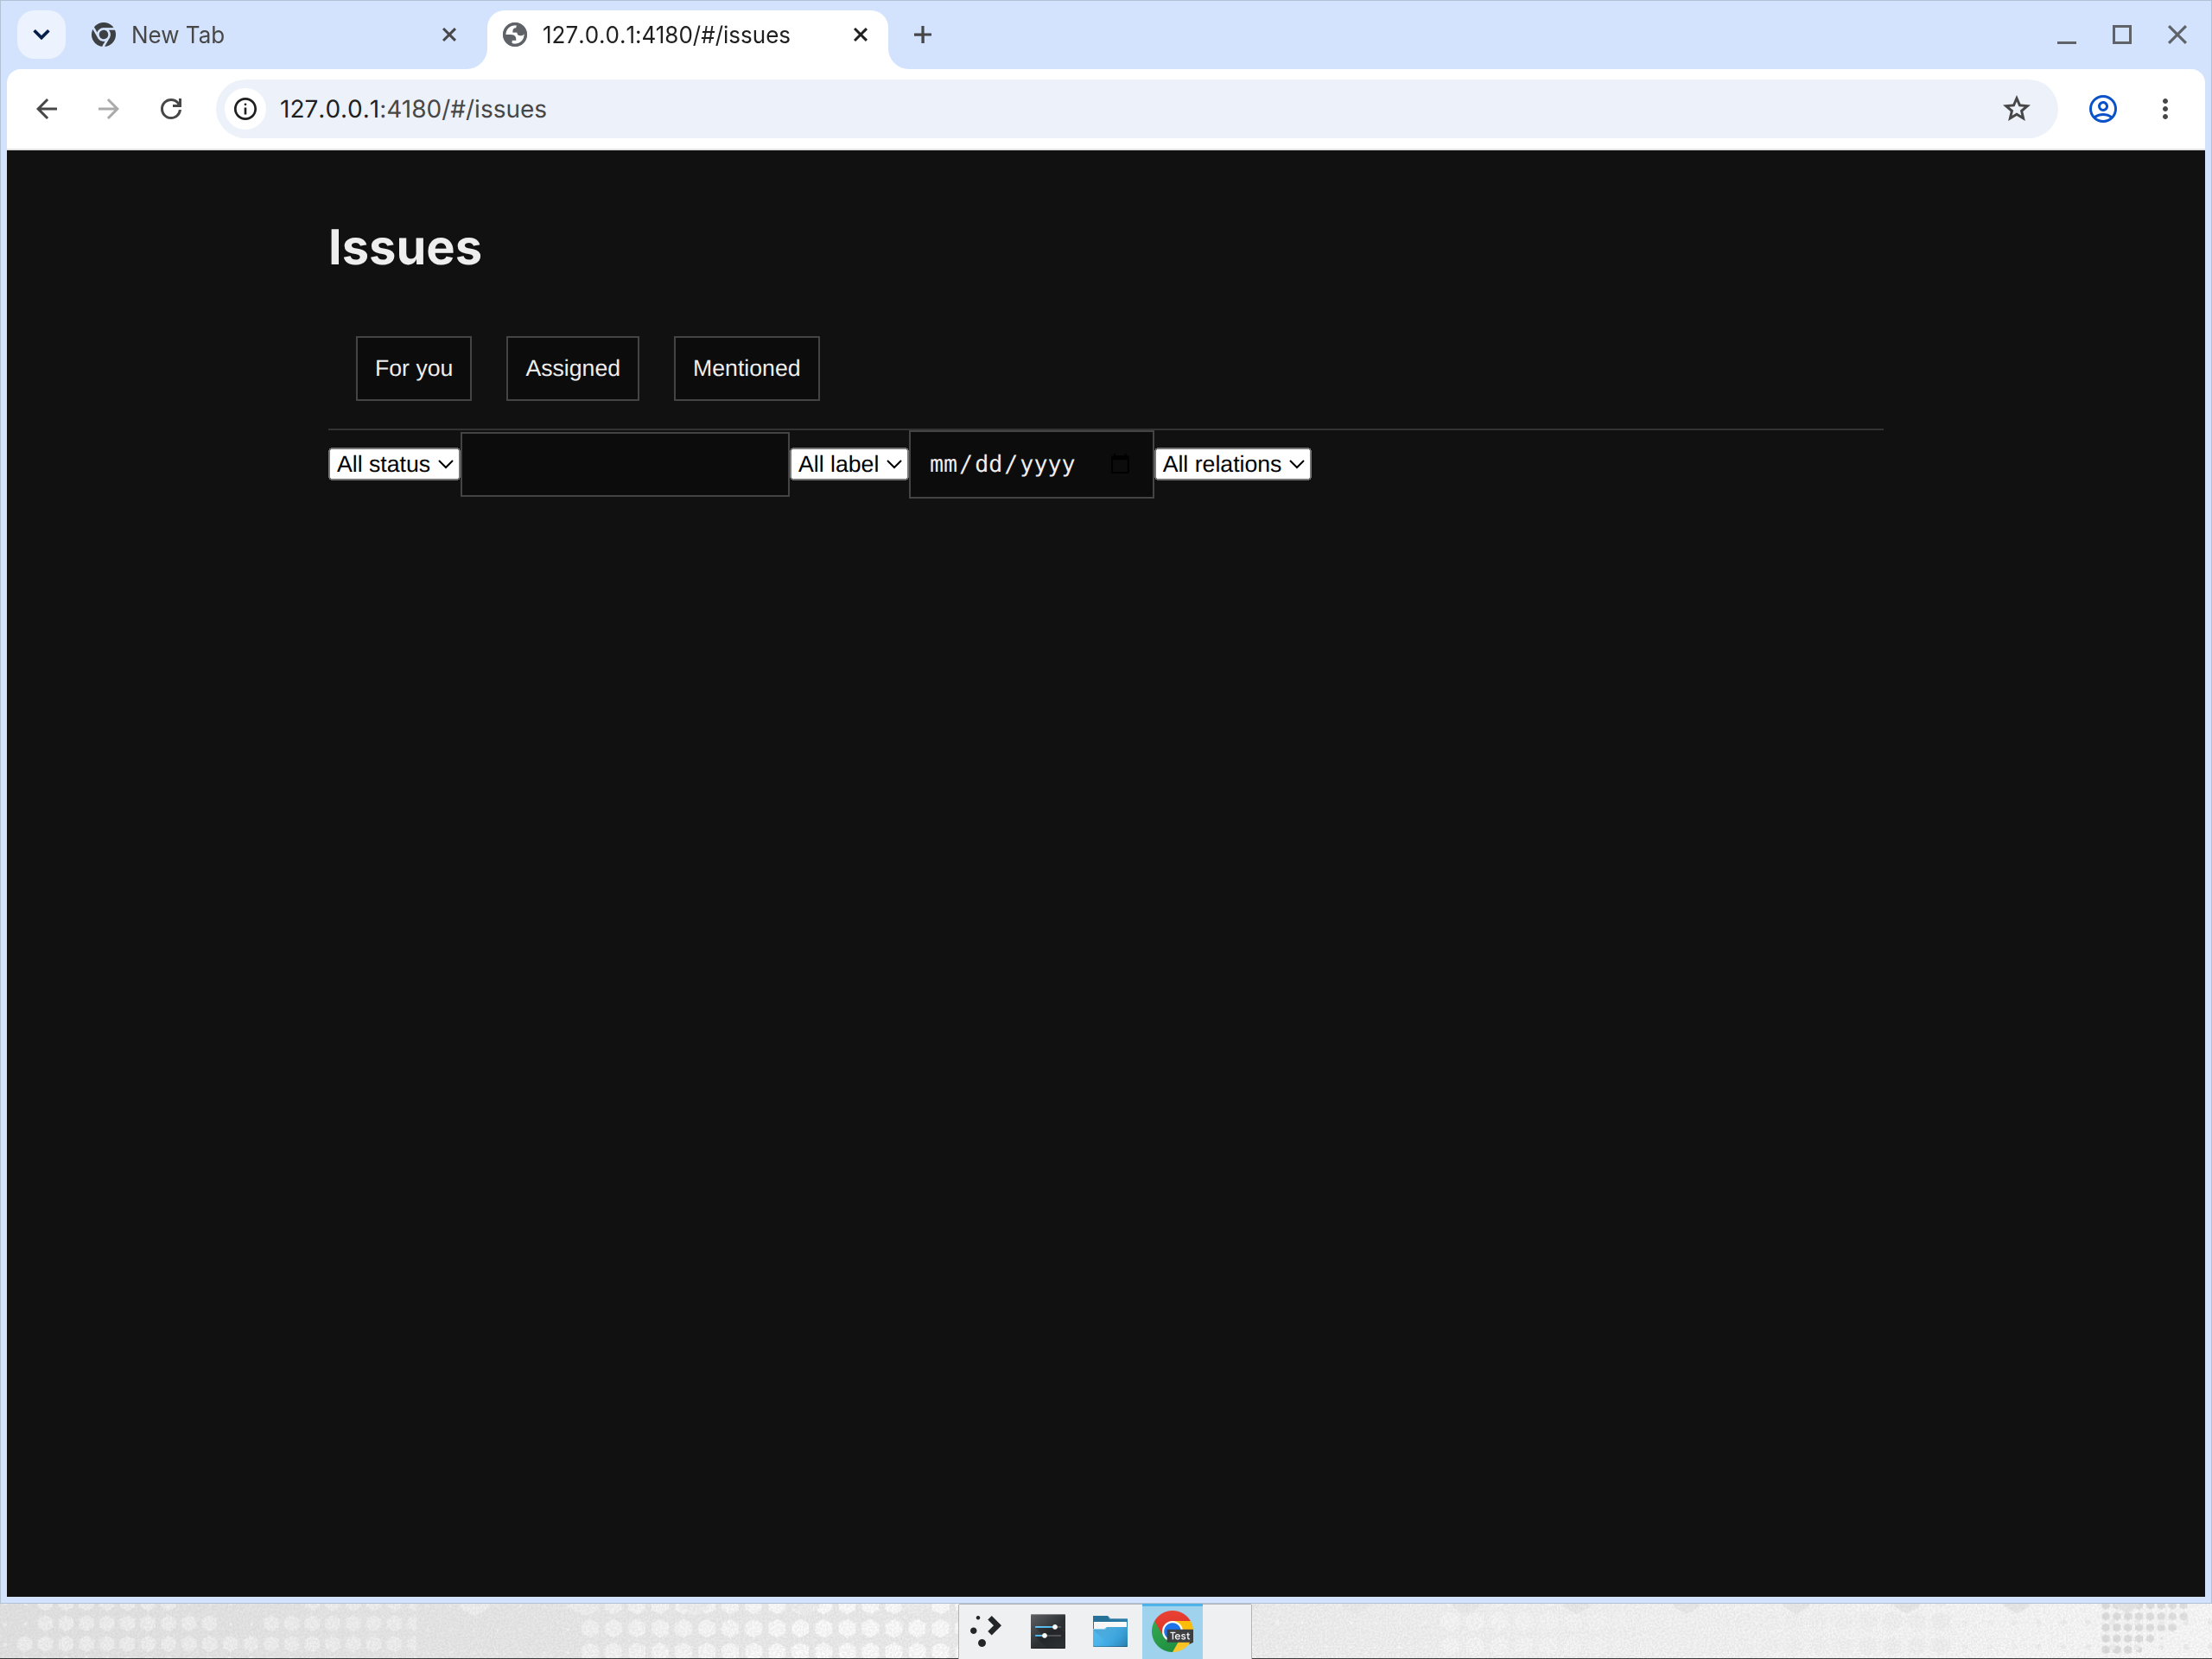 New Tab
127.0.0.1:4180/#/issues
127.0.0.1:4180/#/issues
Issues
For you Assigned Mentioned
All status All label mm/dd/yyyy All relations
Test